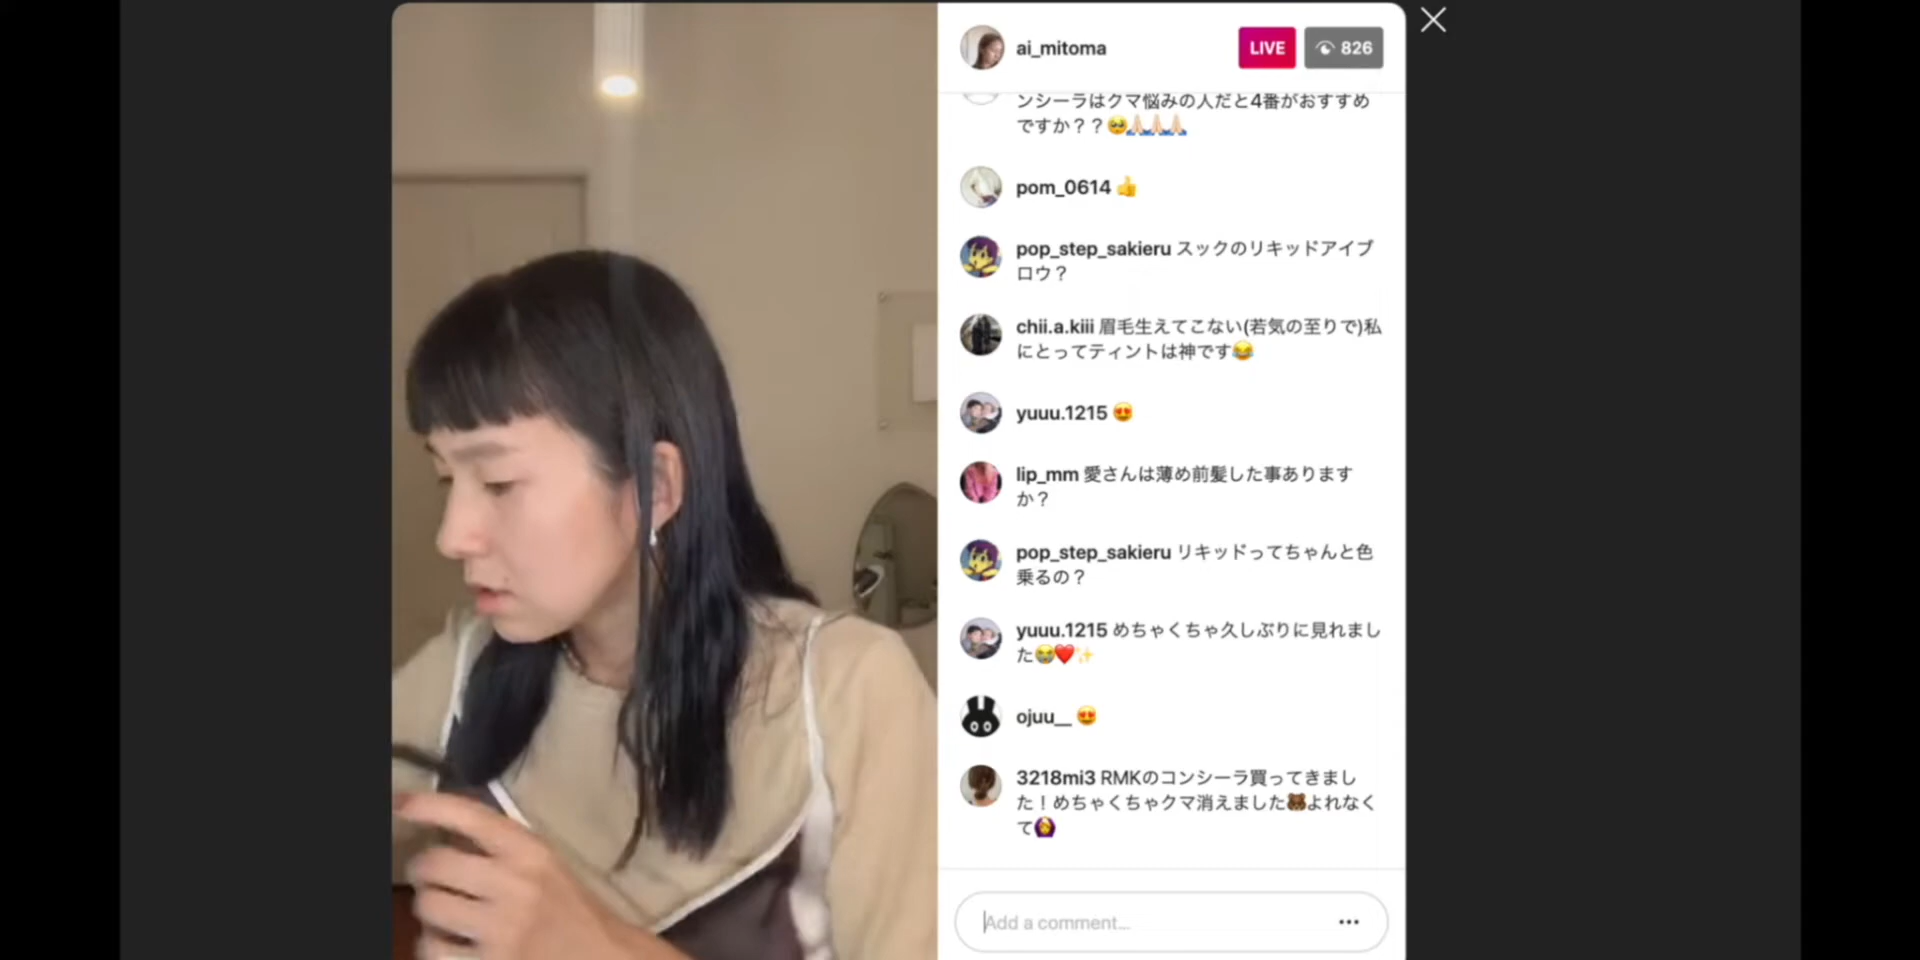 ai_mitoma
LIVE
826
ンシーラはクマ悩みの人だと4番がおすすめ
ですか？？🥺🙏🏻🙏🏻🙏🏻
pom_0614 👍
pop_step_sakieru スックのリキッドアイブ
ロウ？
chii.a.kiii 眉毛生えてこない(若気の至りで)私
にとってティントは神です😂
yuuu.1215 😍
lip_mm 愛さんは薄め前髪した事あります
か？
pop_step_sakieru リキッドってちゃんと色
乗るの？
yuuu.1215 めちゃくちゃ久しぶりに見れまし
た😭❤️✨
ojuu__ 😍
3218mi3 RMKのコンシーラ買ってきまし
た！めちゃくちゃクマ消えました🐻よれなく
て🙆‍♀️
Add a comment...